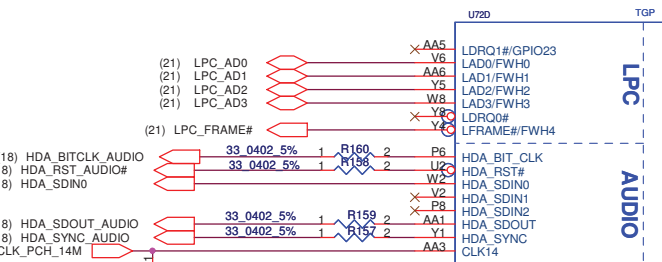 U72D TGP
AA5 LDRQ1#/GPIO23
(21) LPC_AD0 V6 LAD0/FWH0
(21) LPC_AD1 AA6 LAD1/FWH1
(21) LPC_AD2 Y5 LAD2/FWH2
(21) LPC_AD3 W8 LAD3/FWH3
Y8 LDRQ0#
(21) LPC_FRAME# Y4 LFRAME#/FWH4
LPC
18) HDA_BITCLK_AUDIO 33_0402_5% 1 R160 2 P6 HDA_BIT_CLK
8) HDA_RST_AUDIO# 33_0402_5% 1 R158 2 U2 HDA_RST#
8) HDA_SDIN0 W2 HDA_SDIN0
V2 HDA_SDIN1
P8 HDA_SDIN2
8) HDA_SDOUT_AUDIO 33_0402_5% 1 R159 2 AA1 HDA_SDOUT
8) HDA_SYNC_AUDIO 33_0402_5% 1 R157 2 Y1 HDA_SYNC
CLK_PCH_14M AA3 CLK14
AUDIO
1